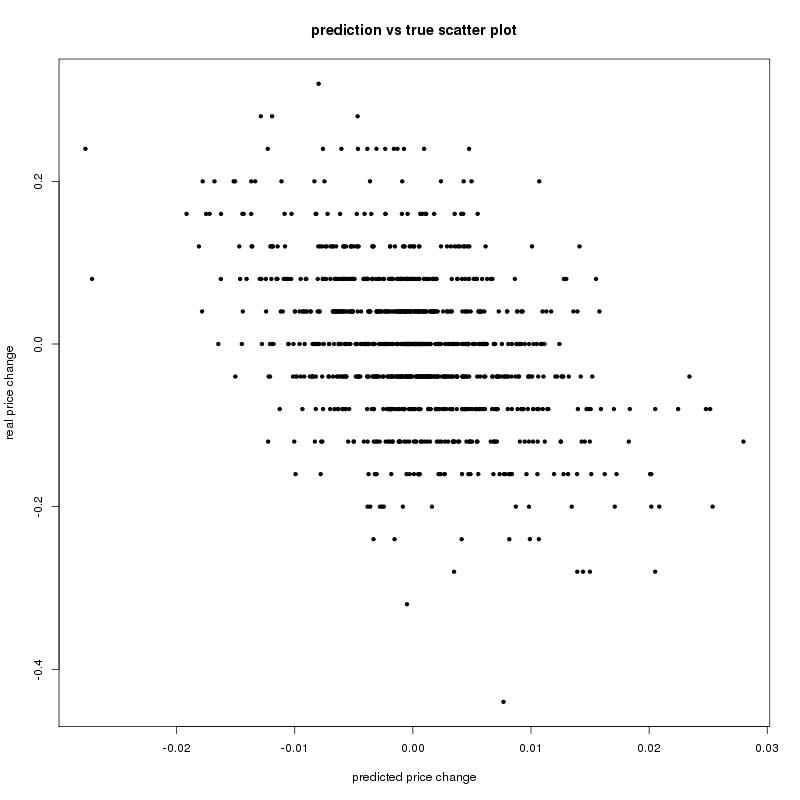 prediction vs true scatter plot
real price change
0.2
0.0
-0.2
-0.4
-0.02 -0.01 0.00 0.01 0.02 0.03
predicted price change